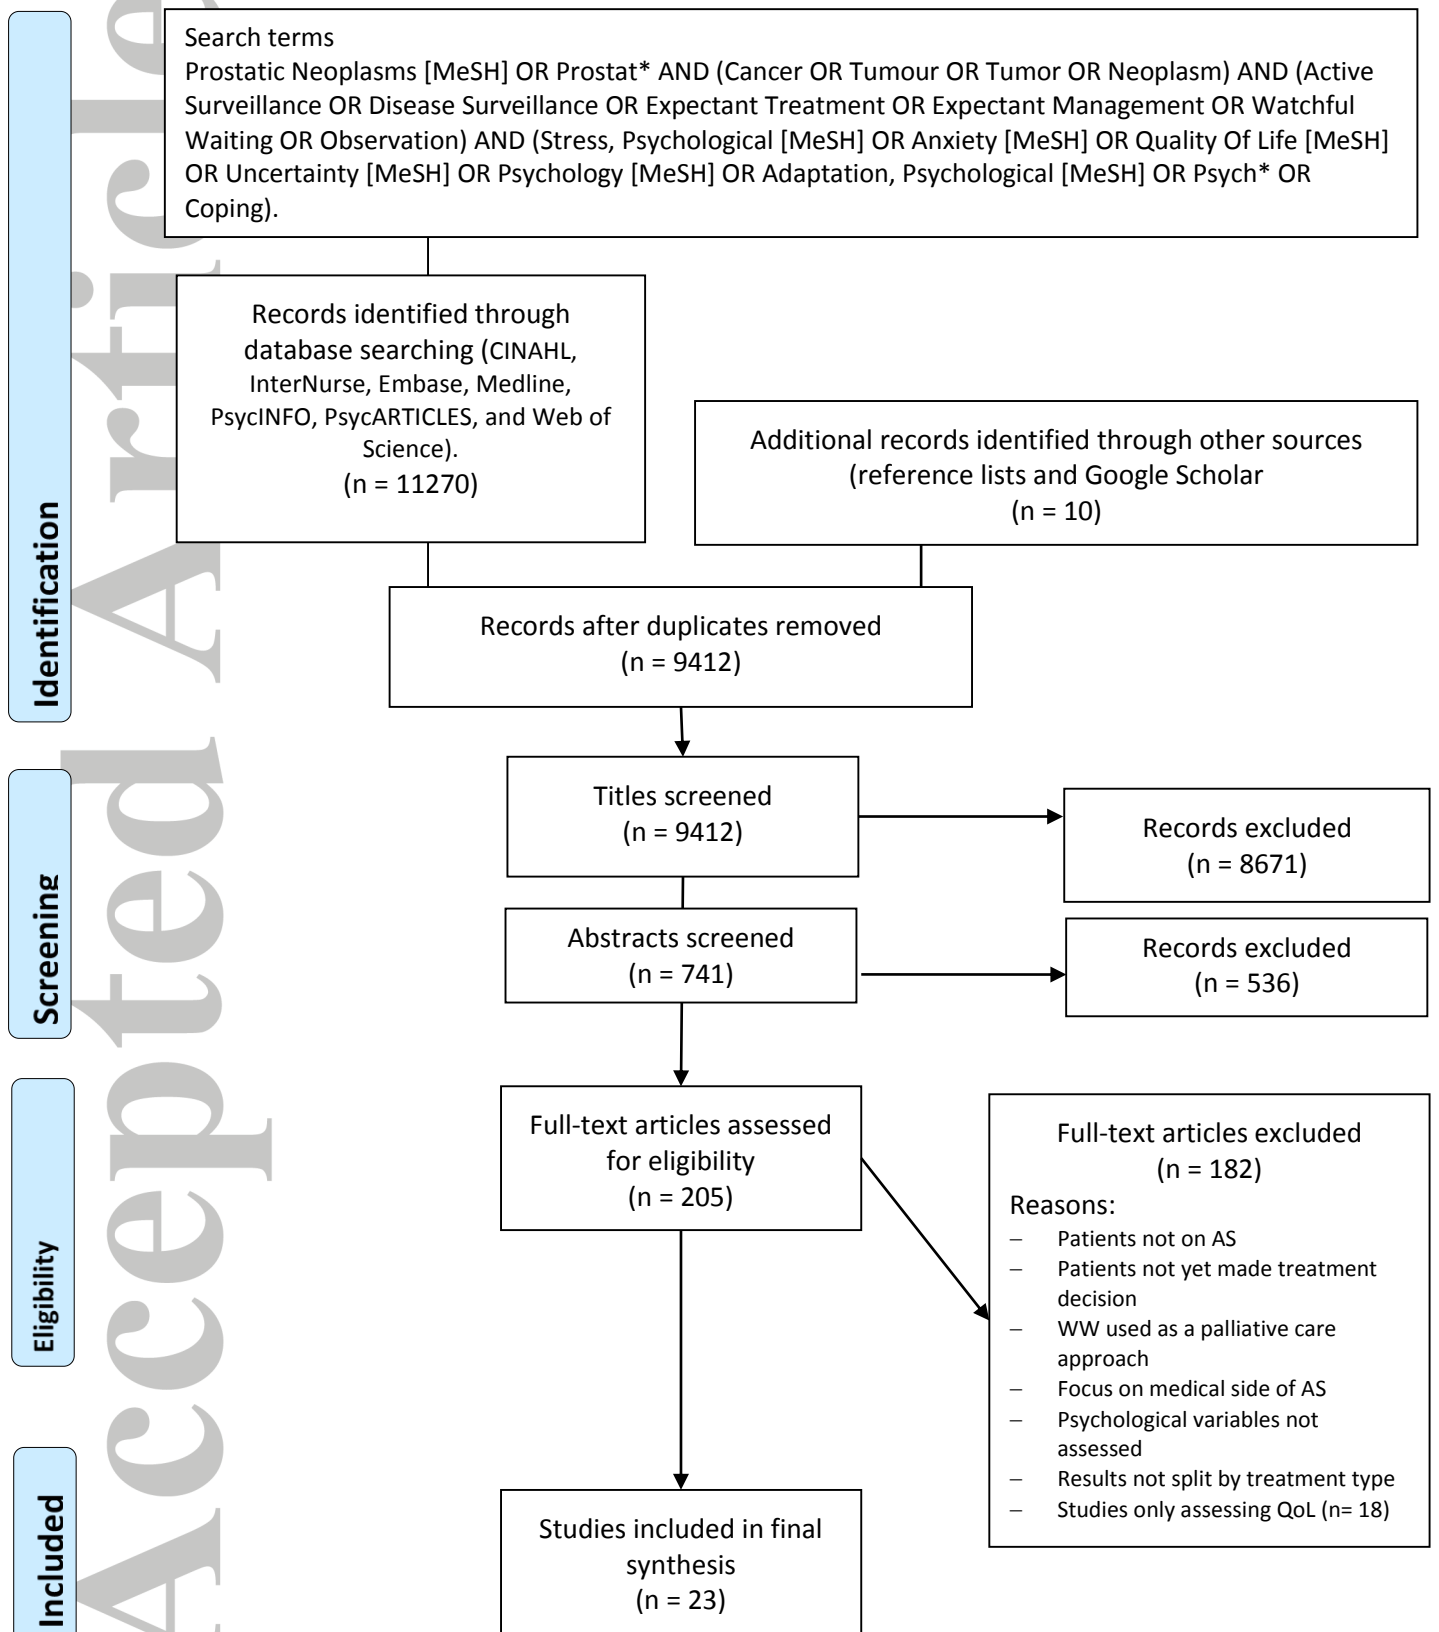 Search terms
Prostatic Neoplasms [MeSH] OR Prostat* AND (Cancer OR Tumour OR Tumor OR Neoplasm) AND (Active
Surveillance OR Disease Surveillance OR Expectant Treatment OR Expectant Management OR Watchful
Waiting OR Observation) AND (Stress, Psychological [MeSH] OR Anxiety [MeSH] OR Quality Of Life [MeSH]
OR Uncertainty [MeSH] OR Psychology [MeSH] OR Adaptation, Psychological [MeSH] OR Psych* OR
Coping).
Identification
Records identified through
database searching (CINAHL,
InterNurse, Embase, Medline,
PsycINFO, PsycARTICLES, and Web of
Science).
(n = 11270)
Additional records identified through other sources
(reference lists and Google Scholar
(n = 10)
Records after duplicates removed
(n = 9412)
Screening
Titles screened
(n = 9412)
Records excluded
(n = 8671)
Abstracts screened
(n = 741)
Records excluded
(n = 536)
Eligibility
Full-text articles assessed
for eligibility
(n = 205)
Full-text articles excluded
(n = 182)
Reasons:
– Patients not on AS
– Patients not yet made treatment
decision
– WW used as a palliative care
approach
– Focus on medical side of AS
– Psychological variables not
assessed
– Results not split by treatment type
– Studies only assessing QoL (n= 18)
Included
Studies included in final
synthesis
(n = 23)
Accepted Article